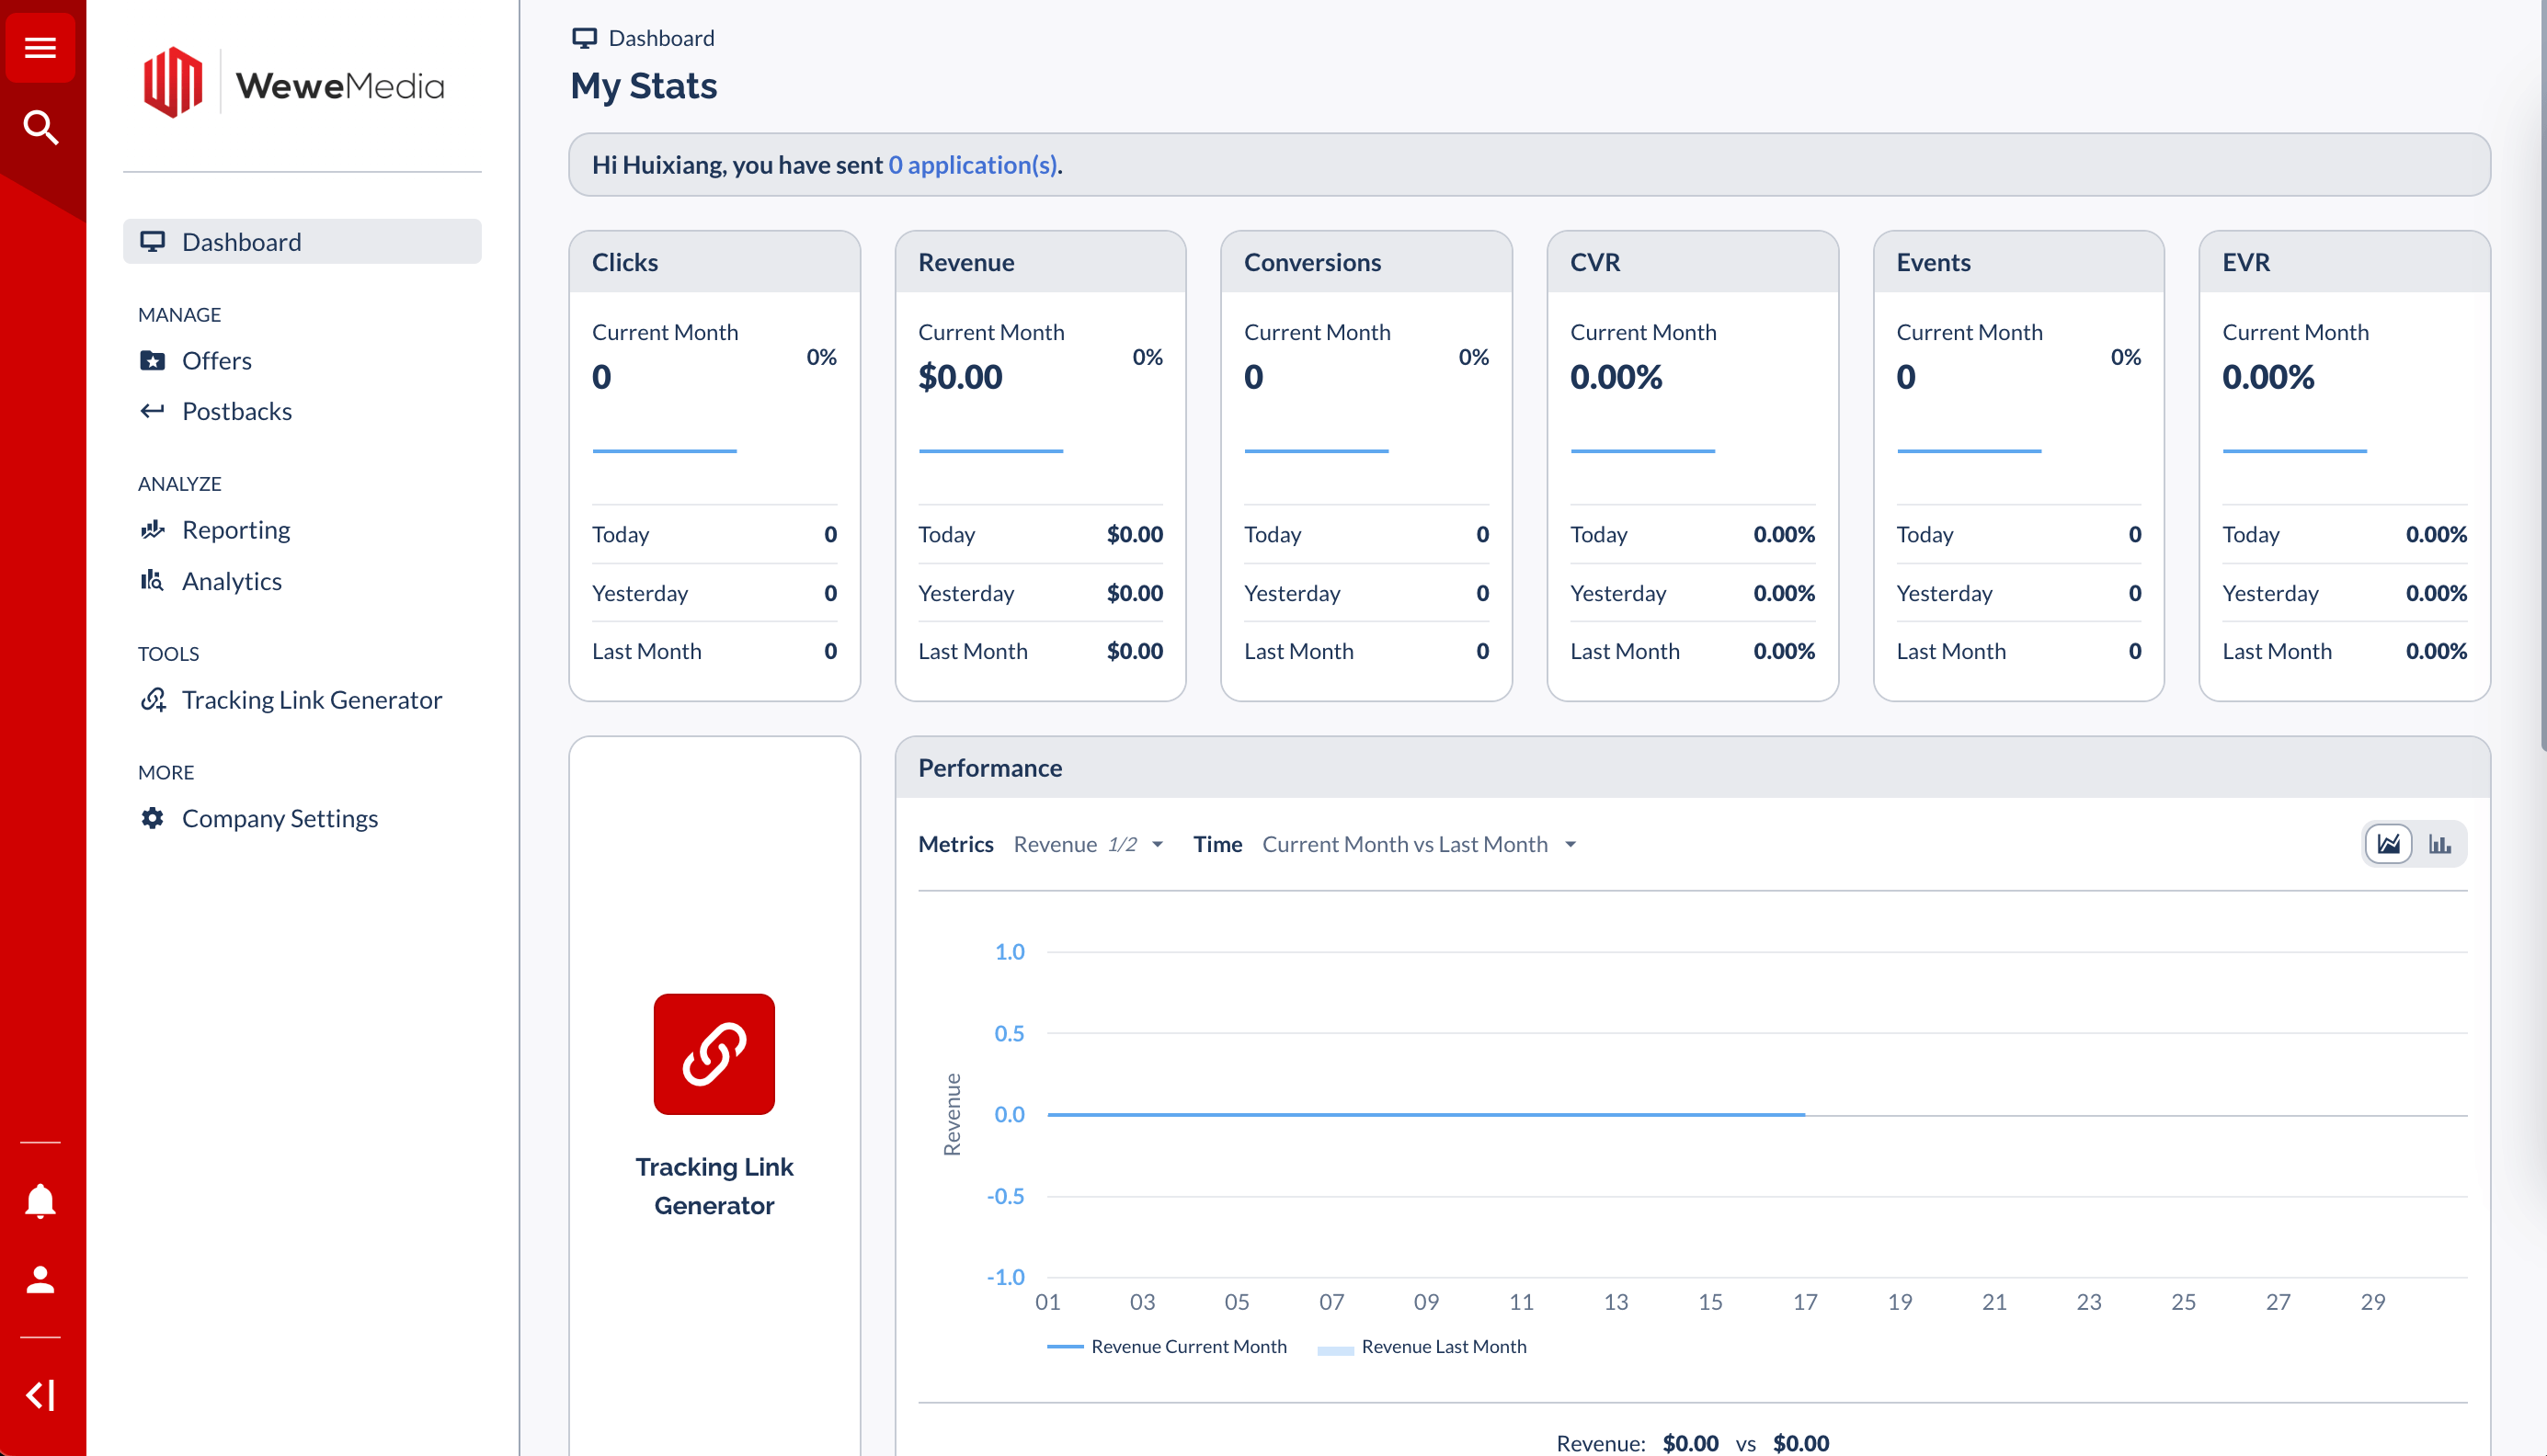 WeweMedia
Dashboard
MANAGE
Offers
Postbacks
ANALYZE
Reporting
Analytics
TOOLS
Tracking Link Generator
MORE
Company Settings
Dashboard
My Stats
Hi Huixiang, you have sent 0 application(s).
Clicks
Current Month
0
0%
Today 0
Yesterday 0
Last Month 0
Revenue
Current Month
$0.00
0%
Today $0.00
Yesterday $0.00
Last Month $0.00
Conversions
Current Month
0
0%
Today 0
Yesterday 0
Last Month 0
CVR
Current Month
0.00%
Today 0.00%
Yesterday 0.00%
Last Month 0.00%
Events
Current Month
0
0%
Today 0
Yesterday 0
Last Month 0
EVR
Current Month
0.00%
Today 0.00%
Yesterday 0.00%
Last Month 0.00%
Tracking Link
Generator
Performance
Metrics Revenue 1/2 Time Current Month vs Last Month
Revenue
1.0
0.5
0.0
-0.5
-1.0
01 03 05 07 09 11 13 15 17 19 21 23 25 27 29
Revenue Current Month Revenue Last Month
Revenue: $0.00 vs $0.00